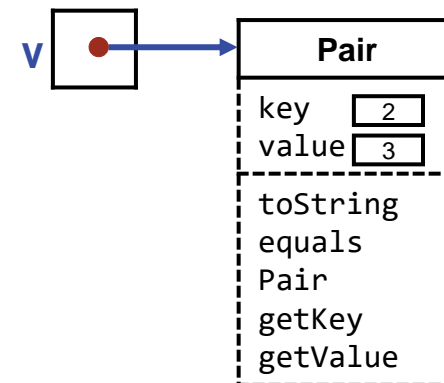 v
Pair
key 2
value 3
toString
equals
Pair
getKey
getValue